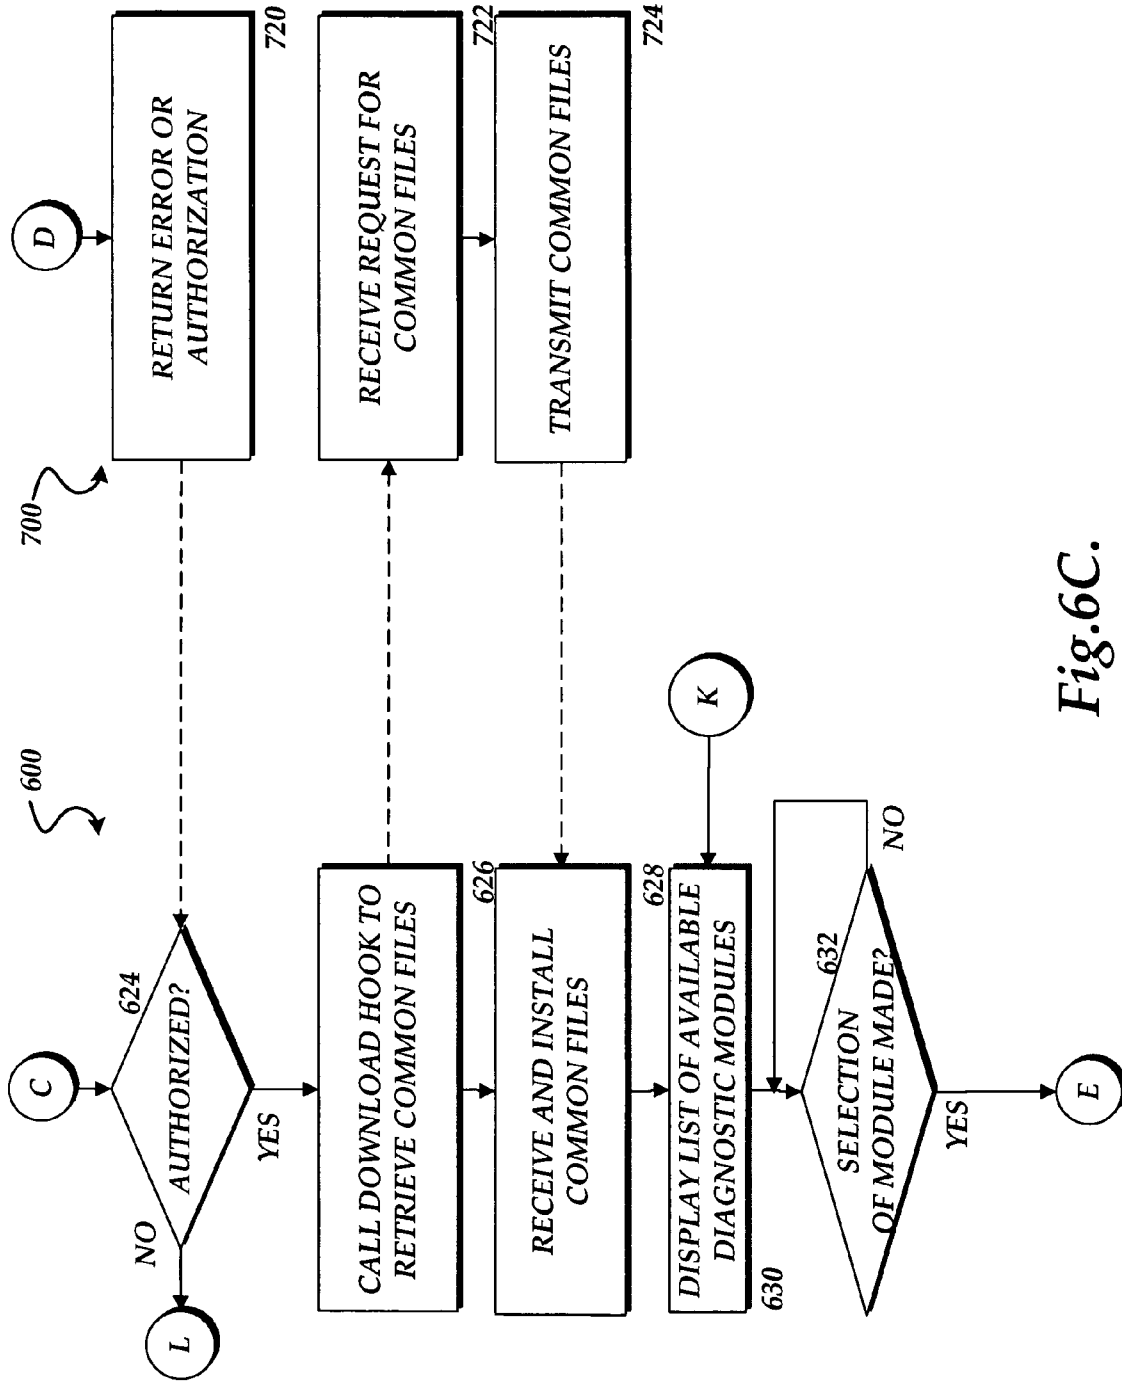 600
700
C
D
624
AUTHORIZED?
NO
L
YES
RETURN ERROR OR
AUTHORIZATION
720
CALL DOWNLOAD HOOK TO
RETRIEVE COMMON FILES
626
RECEIVE REQUEST FOR
COMMON FILES
722
RECEIVE AND INSTALL
COMMON FILES
628
TRANSMIT COMMON FILES
724
DISPLAY LIST OF AVAILABLE
DIAGNOSTIC MODULES
630
K
632
SELECTION
OF MODULE MADE?
NO
YES
E
Fig.6C.